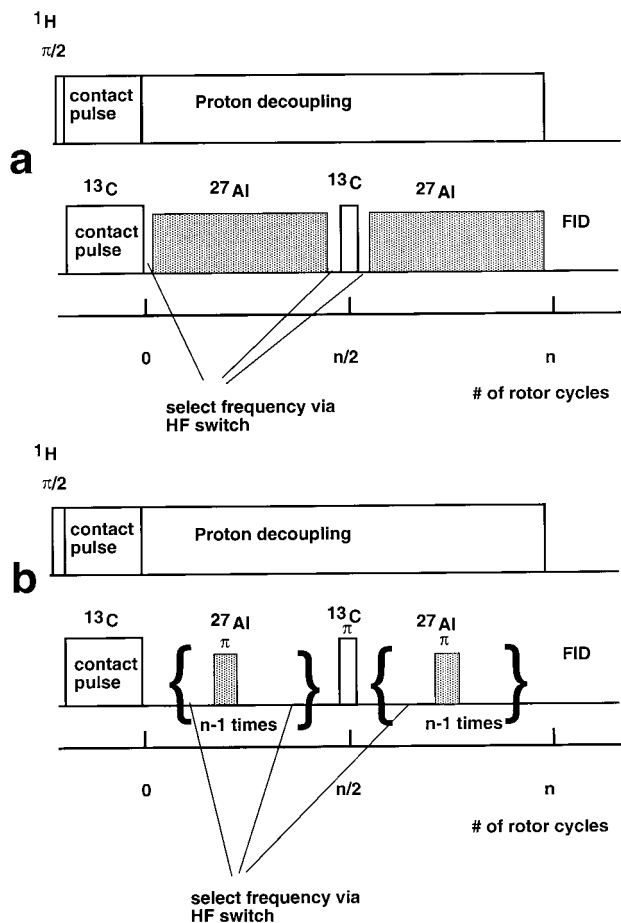 ¹H
π/2
contact
pulse
Proton decoupling
a
¹³C
²⁷Al
¹³C
²⁷Al
contact
pulse
FID
0
n/2
n
# of rotor cycles
select frequency via
HF switch
¹H
π/2
contact
pulse
Proton decoupling
b
¹³C
²⁷Al
¹³C
²⁷Al
π
π
π
contact
pulse
{
}
{
}
FID
n-1 times
n-1 times
0
n/2
n
# of rotor cycles
select frequency via
HF switch